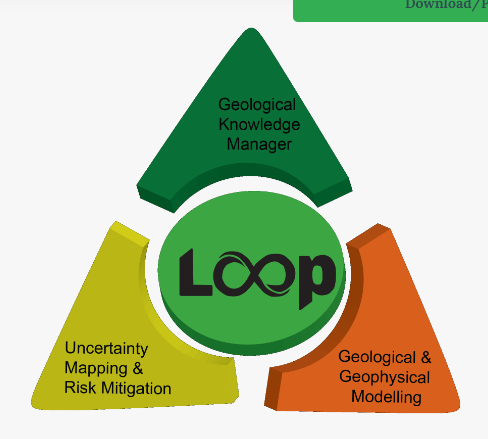 Download/
Geological
Knowledge
Manager
Loop
Uncertainty
Mapping &
Risk Mitigation
Geological &
Geophysical
Modelling